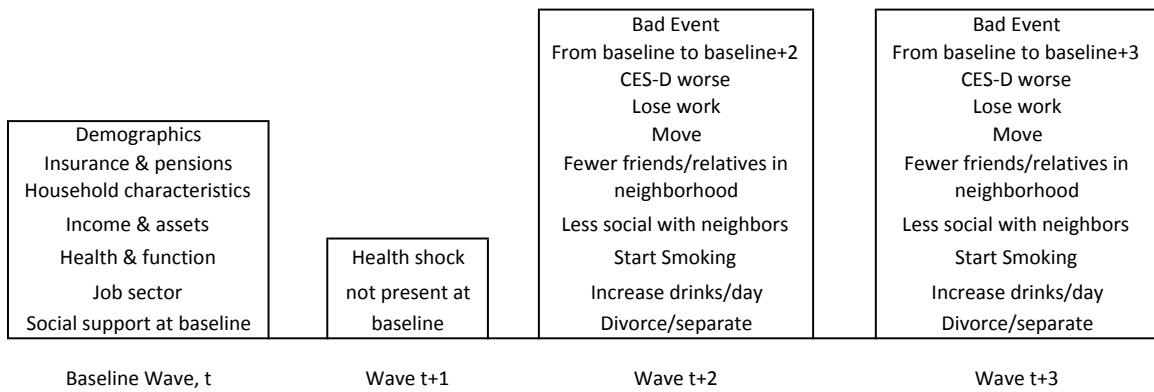 Demographics
Insurance & pensions
Household characteristics
Income & assets
Health & function
Job sector
Social support at baseline
Baseline Wave, t
Health shock
not present at
baseline
Wave t+1
Bad Event
From baseline to baseline+2
CES-D worse
Lose work
Move
Fewer friends/relatives in
neighborhood
Less social with neighbors
Start Smoking
Increase drinks/day
Divorce/separate
Wave t+2
Bad Event
From baseline to baseline+3
CES-D worse
Lose work
Move
Fewer friends/relatives in
neighborhood
Less social with neighbors
Start Smoking
Increase drinks/day
Divorce/separate
Wave t+3